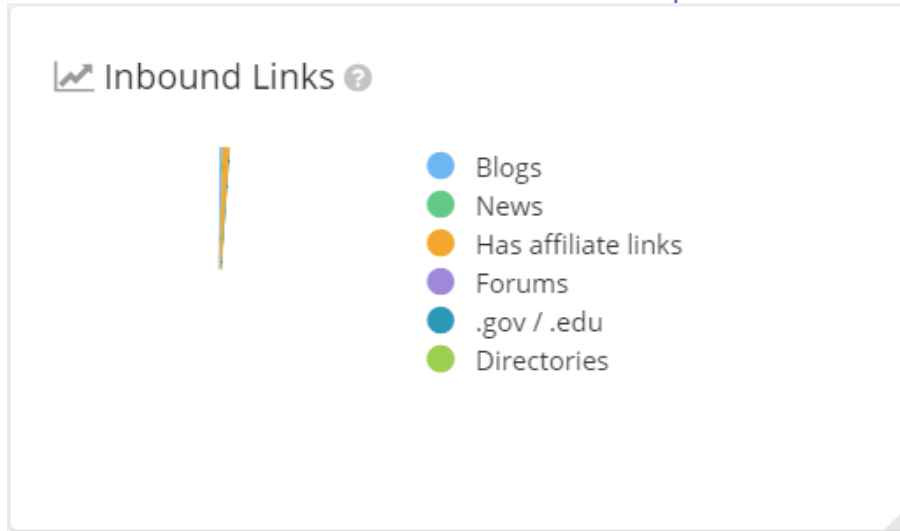 Inbound Links ?
Blogs
News
Has affiliate links
Forums
.gov / .edu
Directories